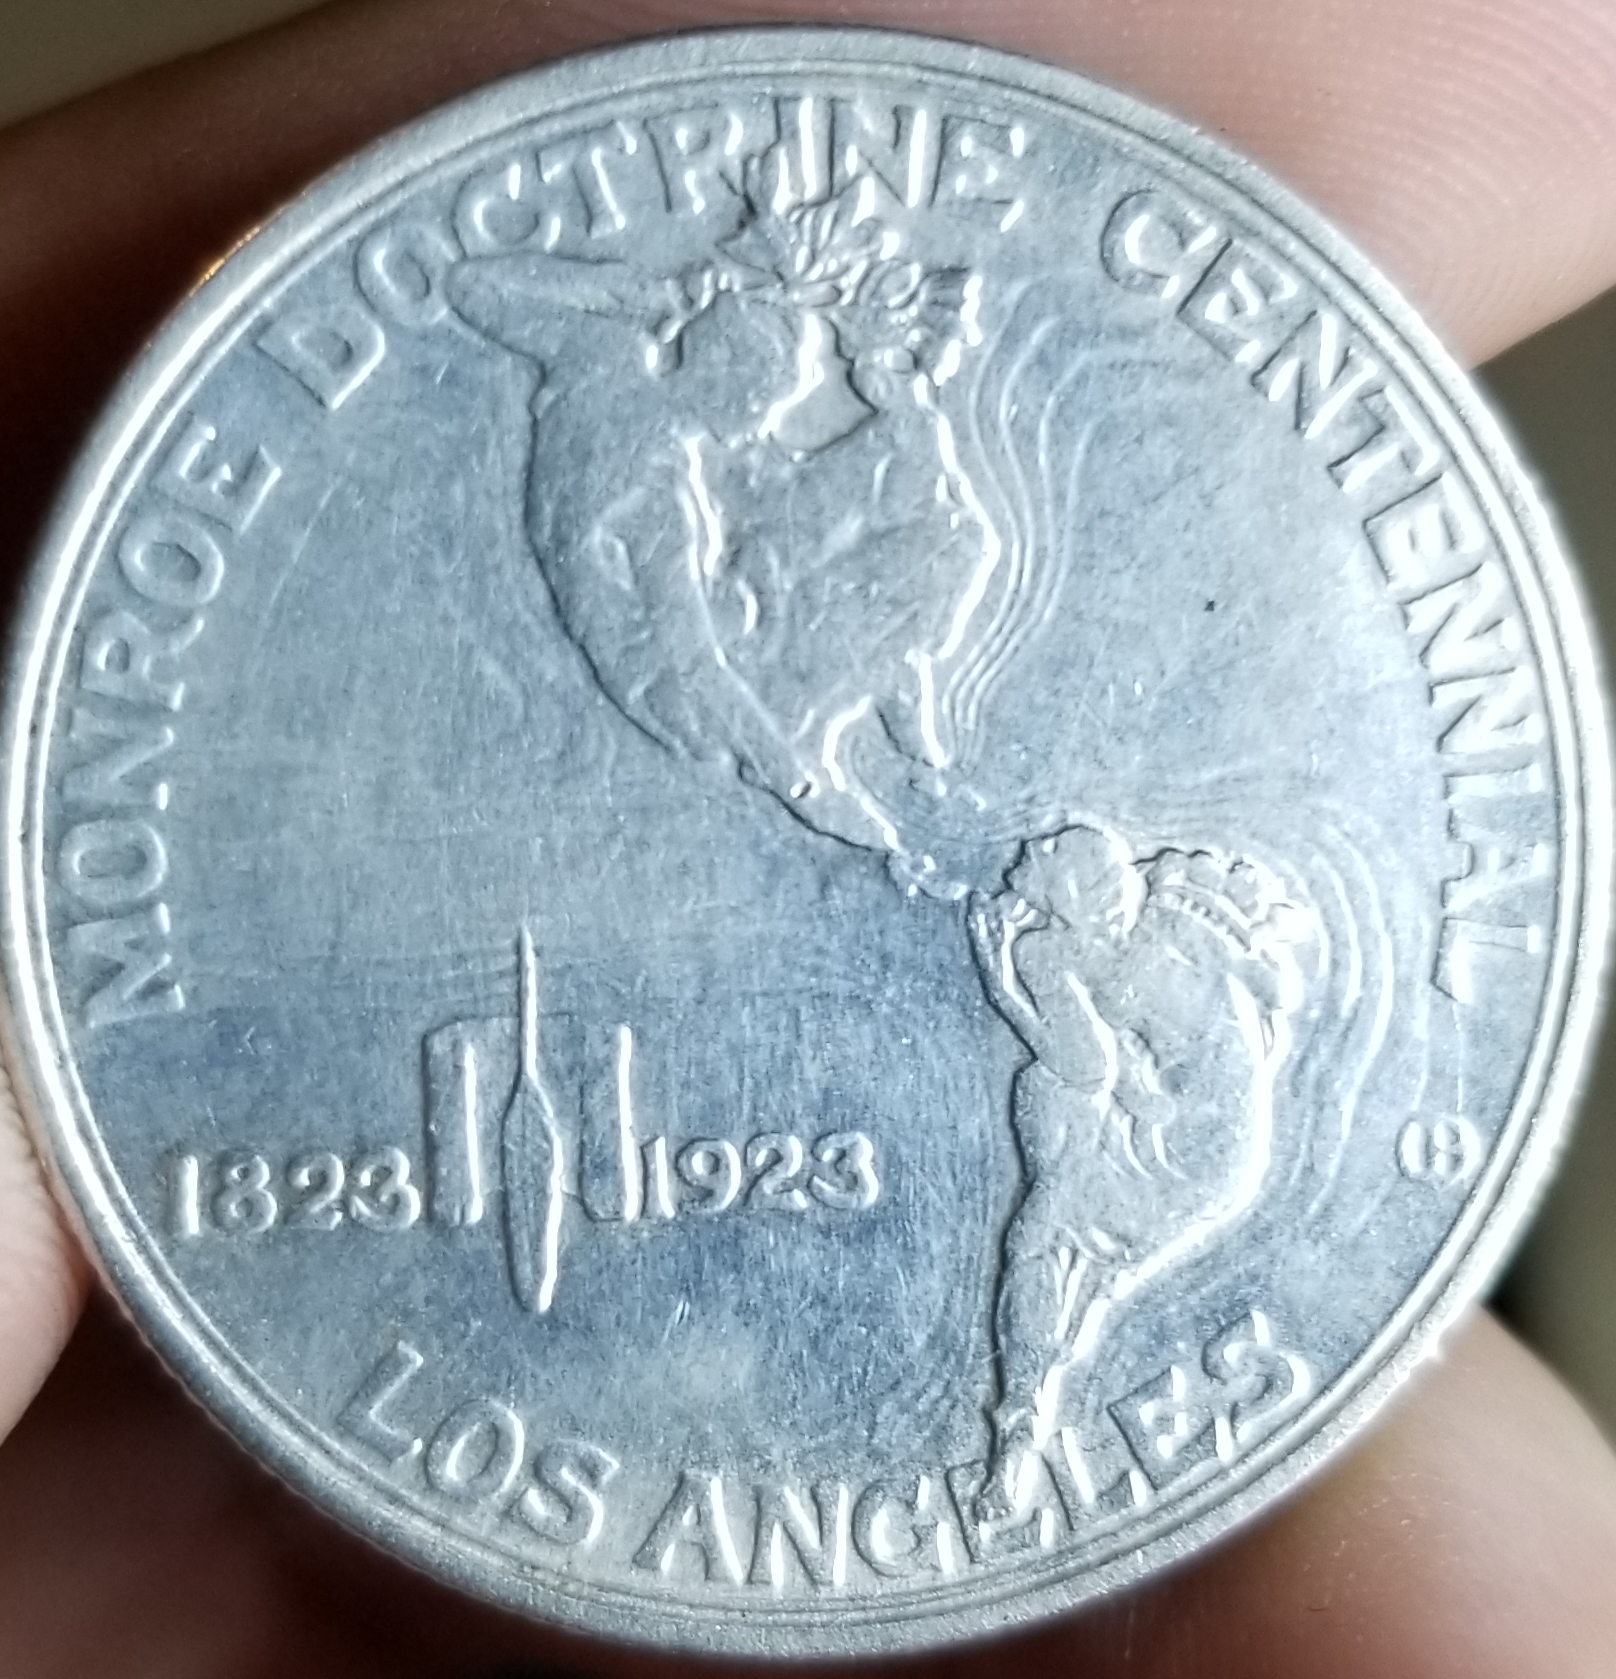 MONROE DOCTRINE CENTENNIAL
1823 1923
LOS ANGELES